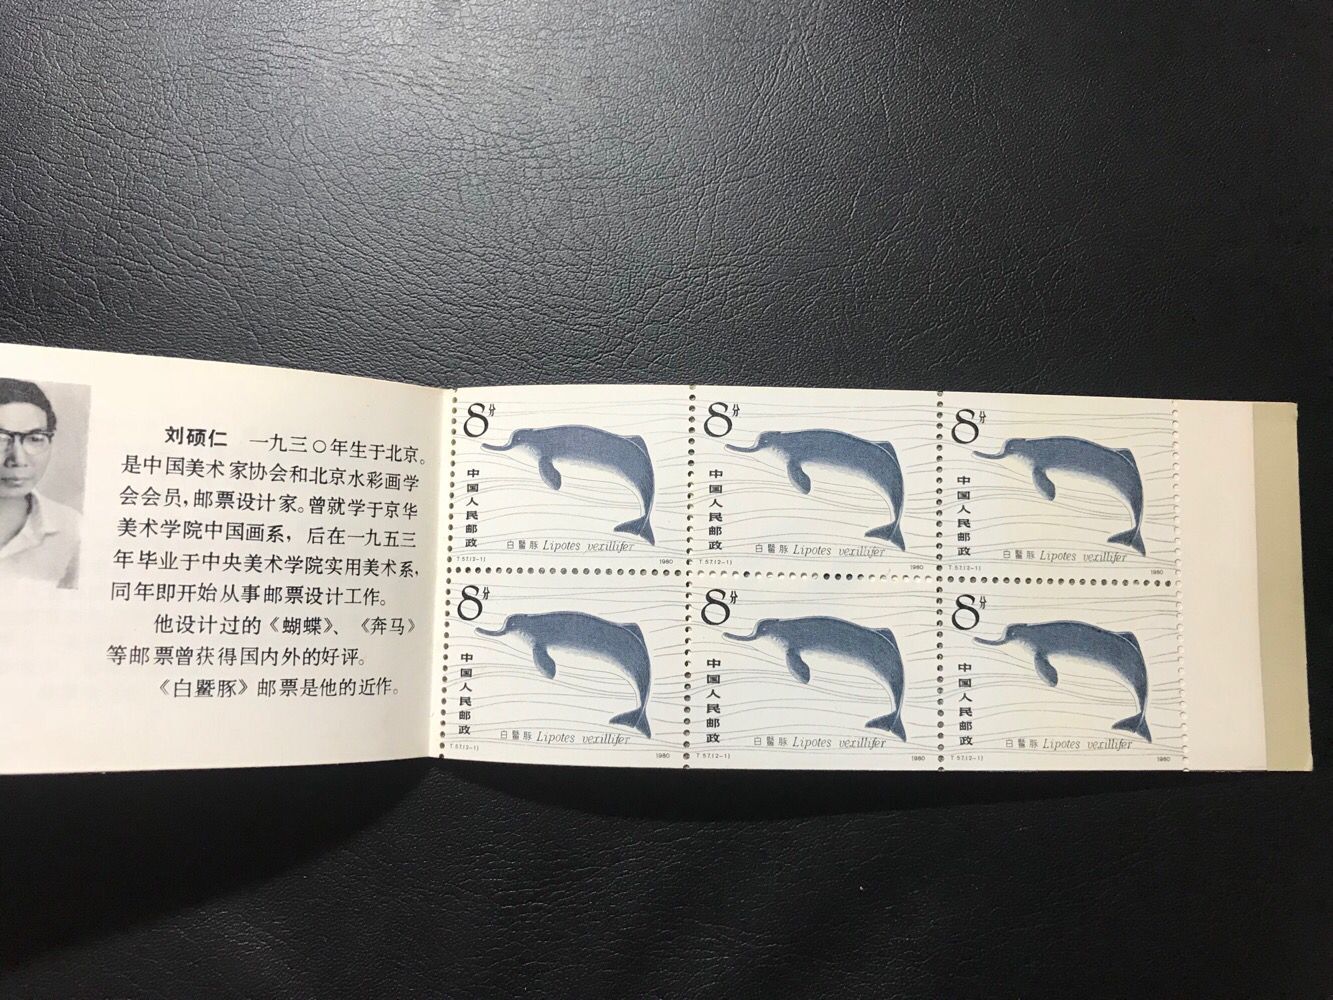 刘硕仁 一九三〇年生于北京。
是中国美术家协会和北京水彩画学
会会员,邮票设计家。曾就学于京华
美术学院中国画系,后在一九五三
年毕业于中央美术学院实用美术系,
同年即开始从事邮票设计工作。
他设计过的《蝴蝶》、《奔马》
等邮票曾获得国内外的好评。
《白鱀豚》邮票是他的近作。
8分
中国人民邮政
白鱀豚 Lipotes vexillifer
T.57.(2-1) 1980
8分
中国人民邮政
白鱀豚 Lipotes vexillifer
T.57.(2-1) 1980
8分
中国人民邮政
白鱀豚 Lipotes vexillifer
T.57.(2-1) 1980
8分
中国人民邮政
白鱀豚 Lipotes vexillifer
T.57.(2-1) 1980
8分
中国人民邮政
白鱀豚 Lipotes vexillifer
T.57.(2-1) 1980
8分
中国人民邮政
白鱀豚 Lipotes vexillifer
T.57.(2-1) 1980